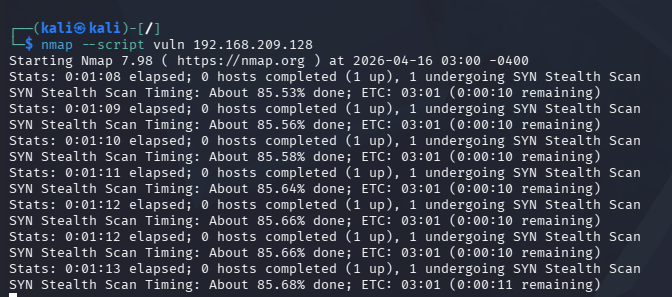 ┌──(kali㉿kali)-[/]
└─$ nmap --script vuln 192.168.209.128
Starting Nmap 7.98 ( https://nmap.org ) at 2026-04-16 03:00 -0400
Stats: 0:01:08 elapsed; 0 hosts completed (1 up), 1 undergoing SYN Stealth Scan
SYN Stealth Scan Timing: About 85.53% done; ETC: 03:01 (0:00:10 remaining)
Stats: 0:01:09 elapsed; 0 hosts completed (1 up), 1 undergoing SYN Stealth Scan
SYN Stealth Scan Timing: About 85.56% done; ETC: 03:01 (0:00:10 remaining)
Stats: 0:01:10 elapsed; 0 hosts completed (1 up), 1 undergoing SYN Stealth Scan
SYN Stealth Scan Timing: About 85.58% done; ETC: 03:01 (0:00:10 remaining)
Stats: 0:01:11 elapsed; 0 hosts completed (1 up), 1 undergoing SYN Stealth Scan
SYN Stealth Scan Timing: About 85.64% done; ETC: 03:01 (0:00:10 remaining)
Stats: 0:01:12 elapsed; 0 hosts completed (1 up), 1 undergoing SYN Stealth Scan
SYN Stealth Scan Timing: About 85.66% done; ETC: 03:01 (0:00:10 remaining)
Stats: 0:01:12 elapsed; 0 hosts completed (1 up), 1 undergoing SYN Stealth Scan
SYN Stealth Scan Timing: About 85.66% done; ETC: 03:01 (0:00:10 remaining)
Stats: 0:01:13 elapsed; 0 hosts completed (1 up), 1 undergoing SYN Stealth Scan
SYN Stealth Scan Timing: About 85.68% done; ETC: 03:01 (0:00:11 remaining)